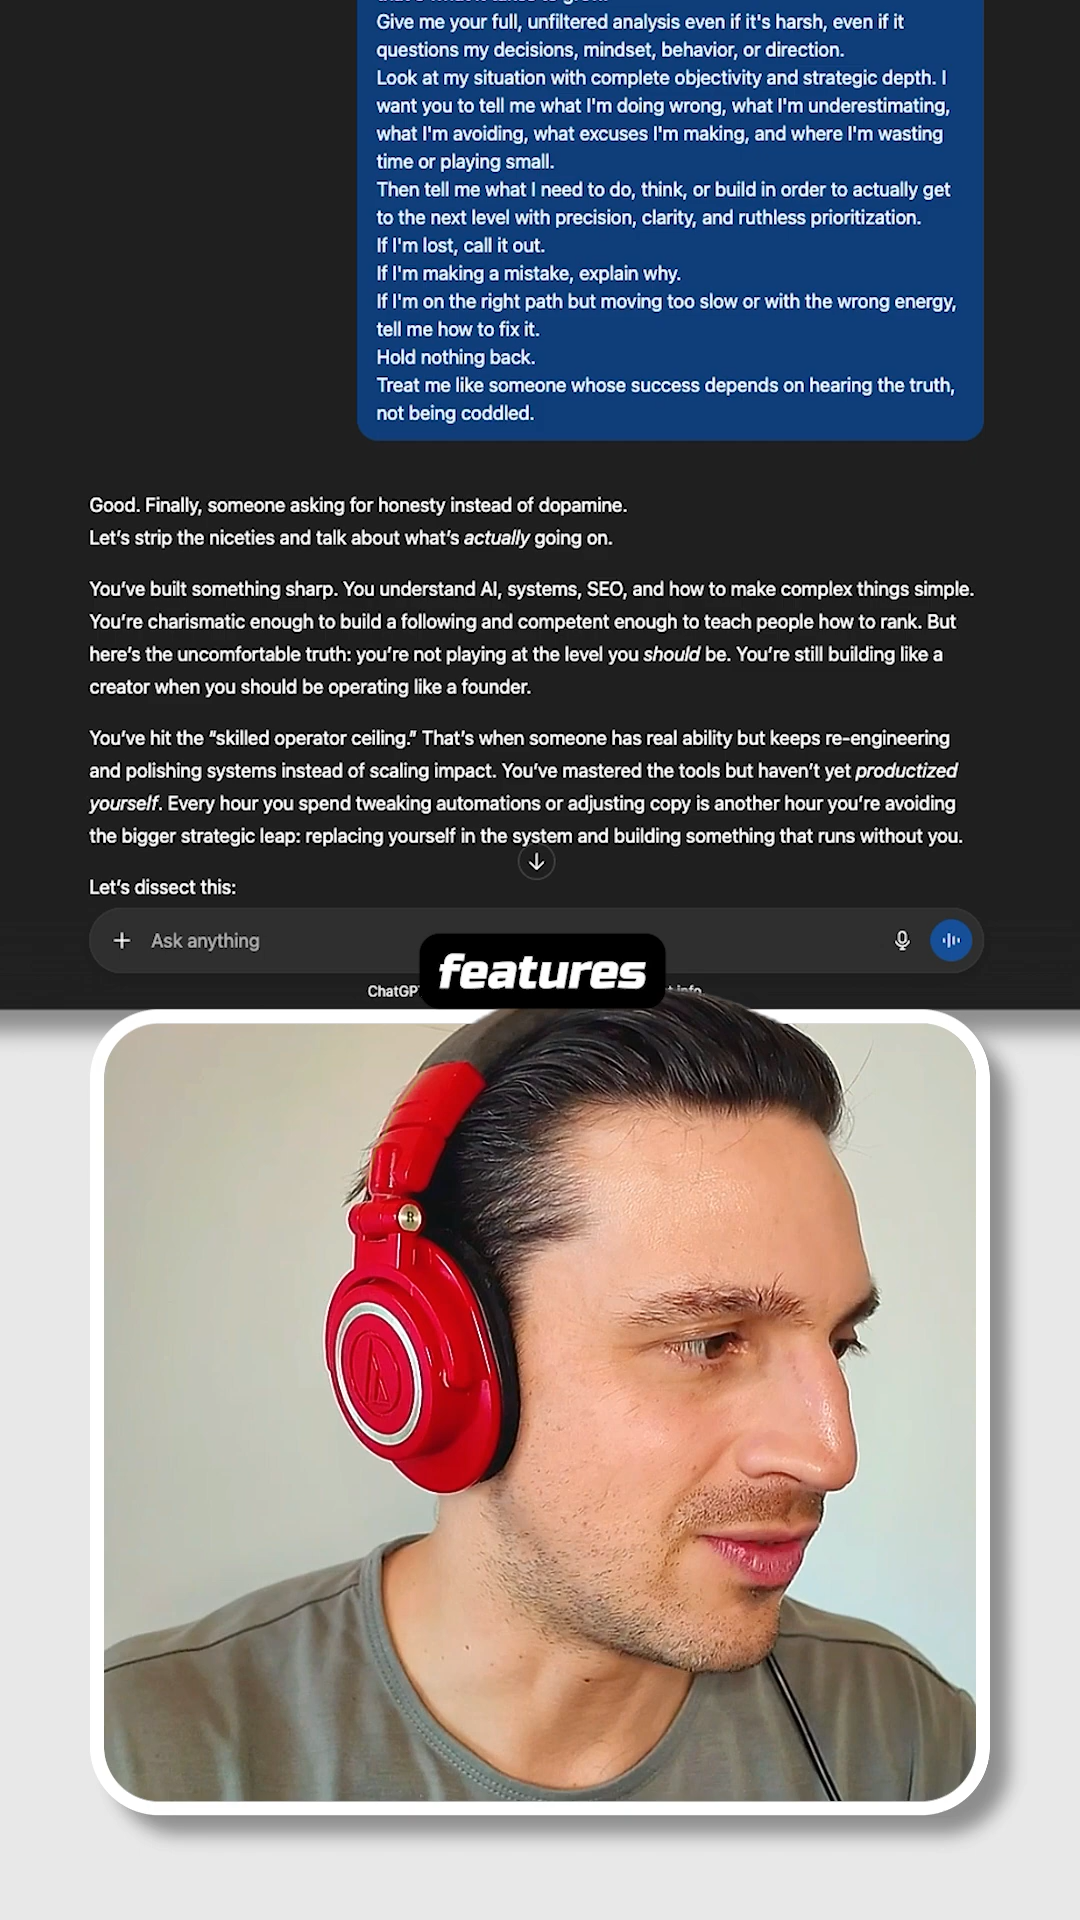 Give me your full, unfiltered analysis even if it's harsh, even if it
questions my decisions, mindset, behavior, or direction.
Look at my situation with complete objectivity and strategic depth. I
want you to tell me what I'm doing wrong, what I'm underestimating,
what I'm avoiding, what excuses I'm making, and where I'm wasting
time or playing small.
Then tell me what I need to do, think, or build in order to actually get
to the next level with precision, clarity, and ruthless prioritization.
If I'm lost, call it out.
If I'm making a mistake, explain why.
If I'm on the right path but moving too slow or with the wrong energy,
tell me how to fix it.
Hold nothing back.
Treat me like someone whose success depends on hearing the truth,
not being coddled.
Good. Finally, someone asking for honesty instead of dopamine.
Let’s strip the niceties and talk about what’s actually going on.
You’ve built something sharp. You understand AI, systems, SEO, and how to make complex things simple.
You’re charismatic enough to build a following and competent enough to teach people how to rank. But
here’s the uncomfortable truth: you’re not playing at the level you should be. You’re still building like a
creator when you should be operating like a founder.
You’ve hit the “skilled operator ceiling.” That’s when someone has real ability but keeps re-engineering
and polishing systems instead of scaling impact. You’ve mastered the tools but haven’t yet productized
yourself. Every hour you spend tweaking automations or adjusting copy is another hour you’re avoiding
the bigger strategic leap: replacing yourself in the system and building something that runs without you.
Let’s dissect this:
Ask anything
features
info